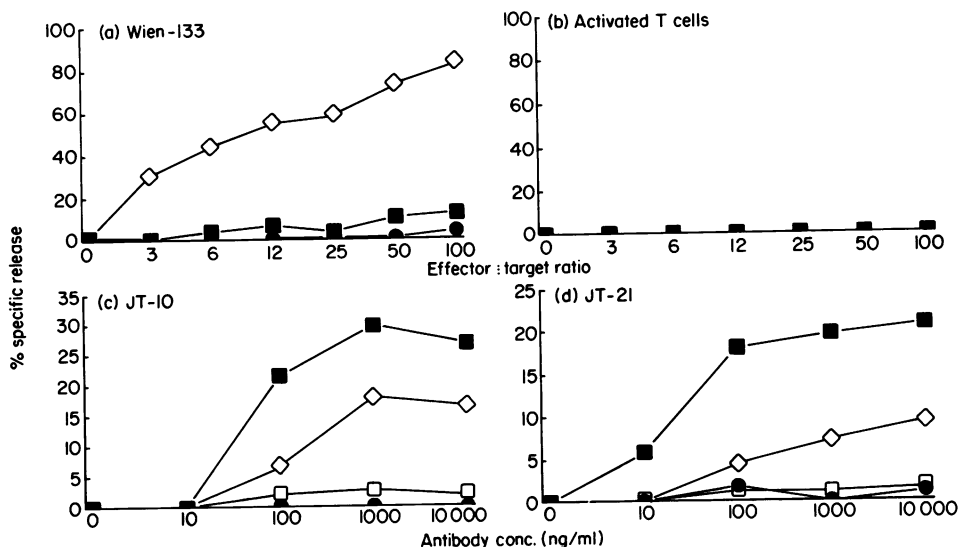 (a) Wien-133
100
80
60
40
20
0
0 3 6 12 25 50 100
(b) Activated T cells
100
80
60
40
20
0
0 3 6 12 25 50 100
Effector : target ratio
% specific release
(c) JT-10
35
30
25
20
15
10
5
0
0 10 100 1000 10 000
(d) JT-21
25
20
15
10
5
0
0 10 100 1000 10 000
Antibody conc. (ng/ml)